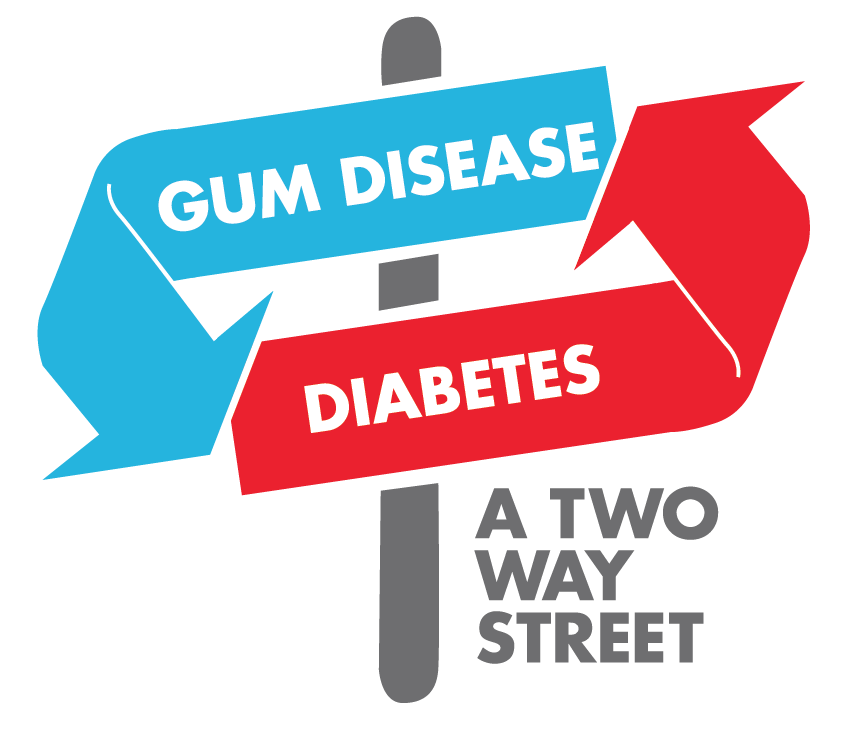 GUM DISEASE
DIABETES
A TWO
WAY
STREET